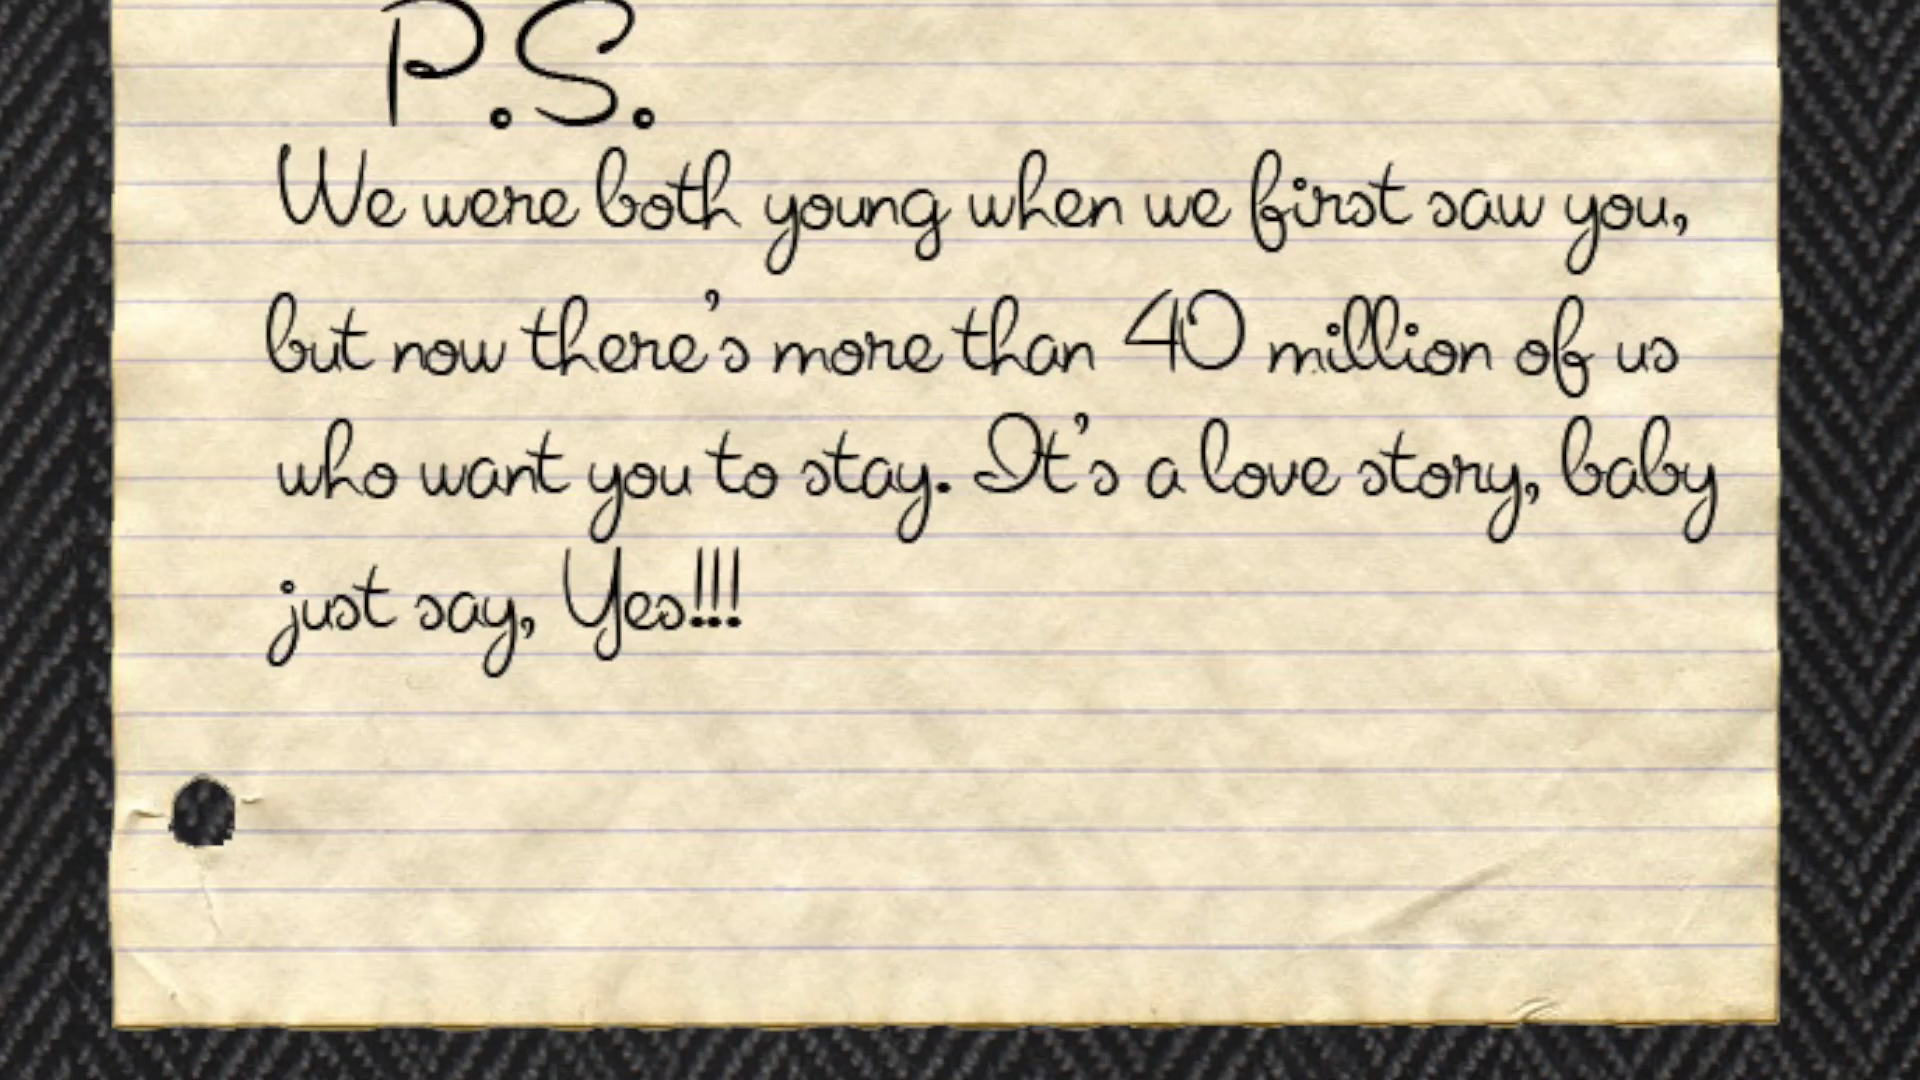 P.S.
We were both young when we first saw you,
but now there's more than 40 million of us
who want you to stay. It's a love story, baby
just say, Yes!!!